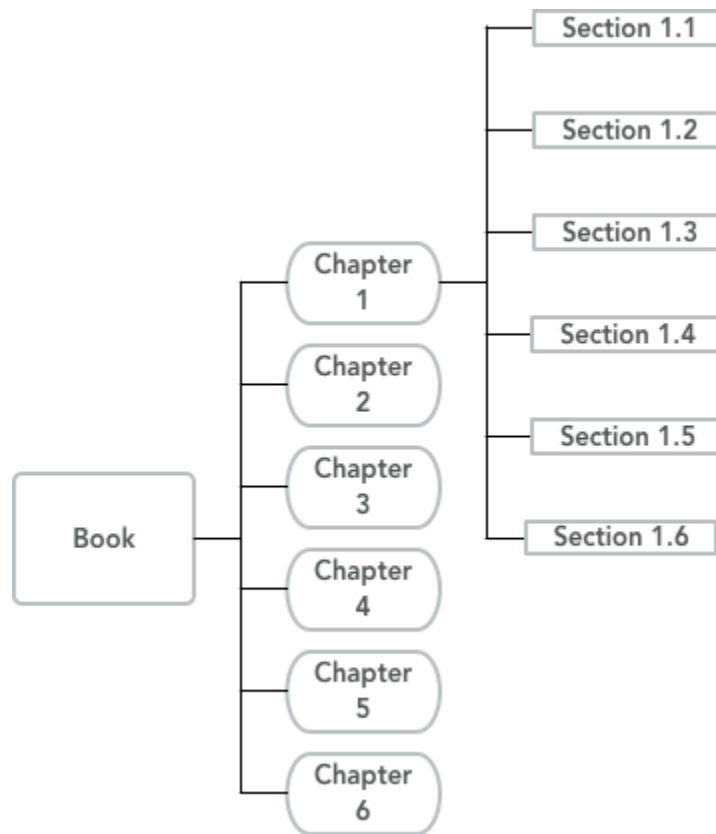 Section 1.1
Section 1.2
Section 1.3
Section 1.4
Section 1.5
Section 1.6
Chapter
1
Chapter
2
Chapter
3
Chapter
4
Chapter
5
Chapter
6
Book